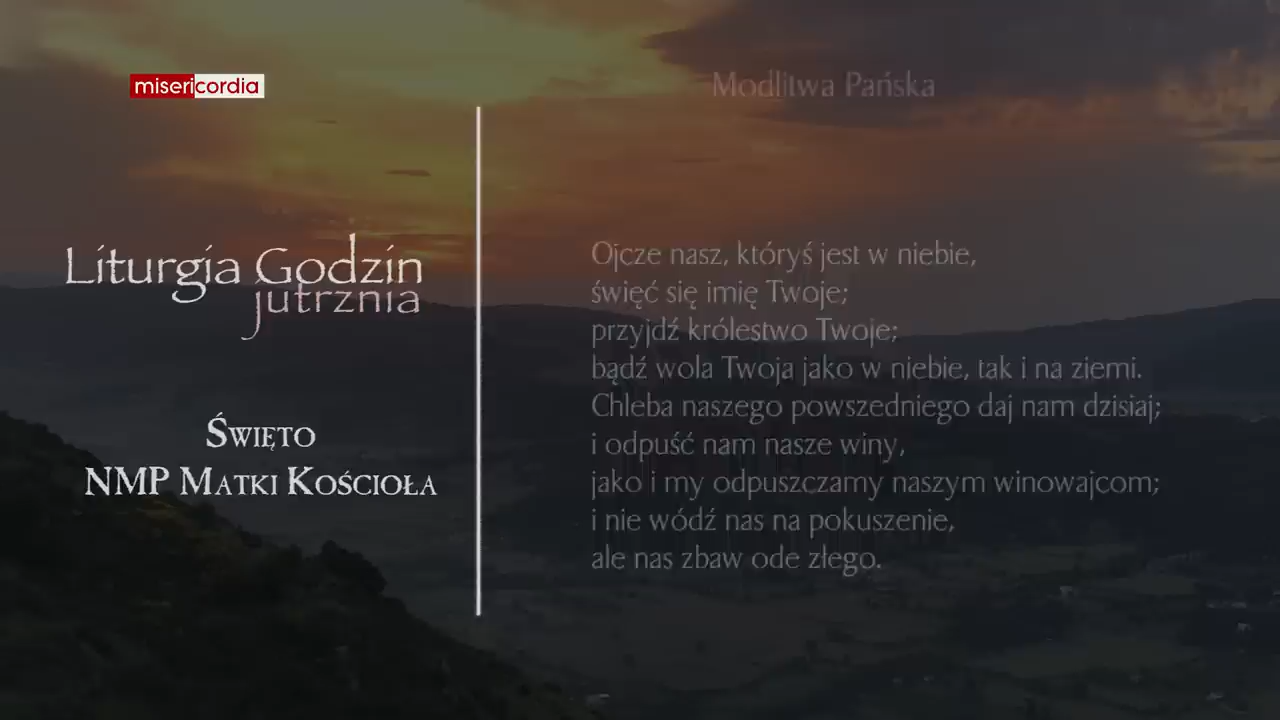 misericordia
Liturgia Godzin
jutrznia
Święto
NMP Matki Kościoła
Modlitwa Pańska
Ojcze nasz, któryś jest w niebie,
święć się imię Twoje;
przyjdź królestwo Twoje;
bądź wola Twoja jako w niebie, tak i na ziemi.
Chleba naszego powszedniego daj nam dzisiaj;
i odpuść nam nasze winy,
jako i my odpuszczamy naszym winowajcom;
i nie wódź nas na pokuszenie,
ale nas zbaw ode złego.